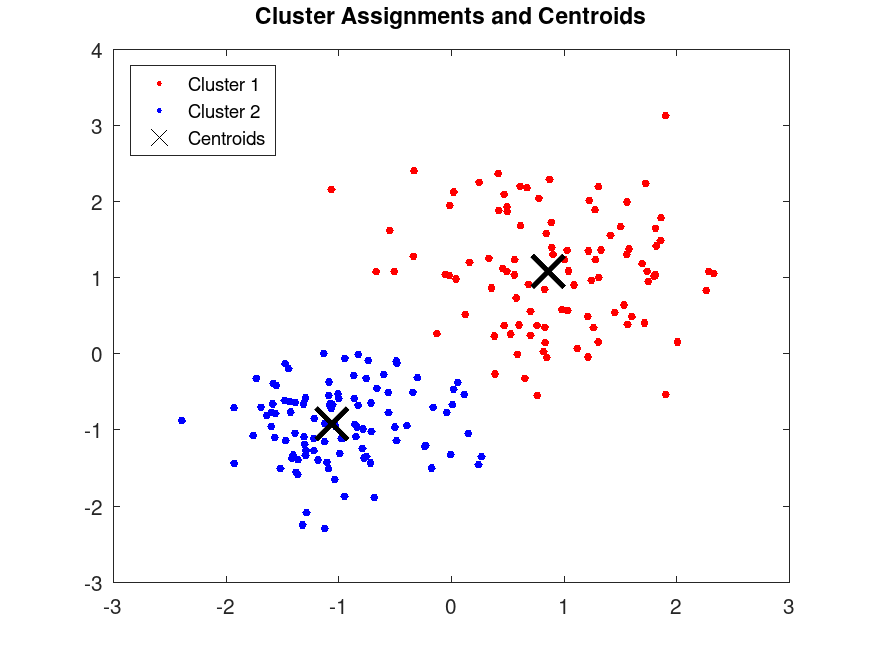 Cluster Assignments and Centroids
4
3
2
1
0
-1
-2
-3
Cluster 1
Cluster 2
Centroids
-3 -2 -1 0 1 2 3